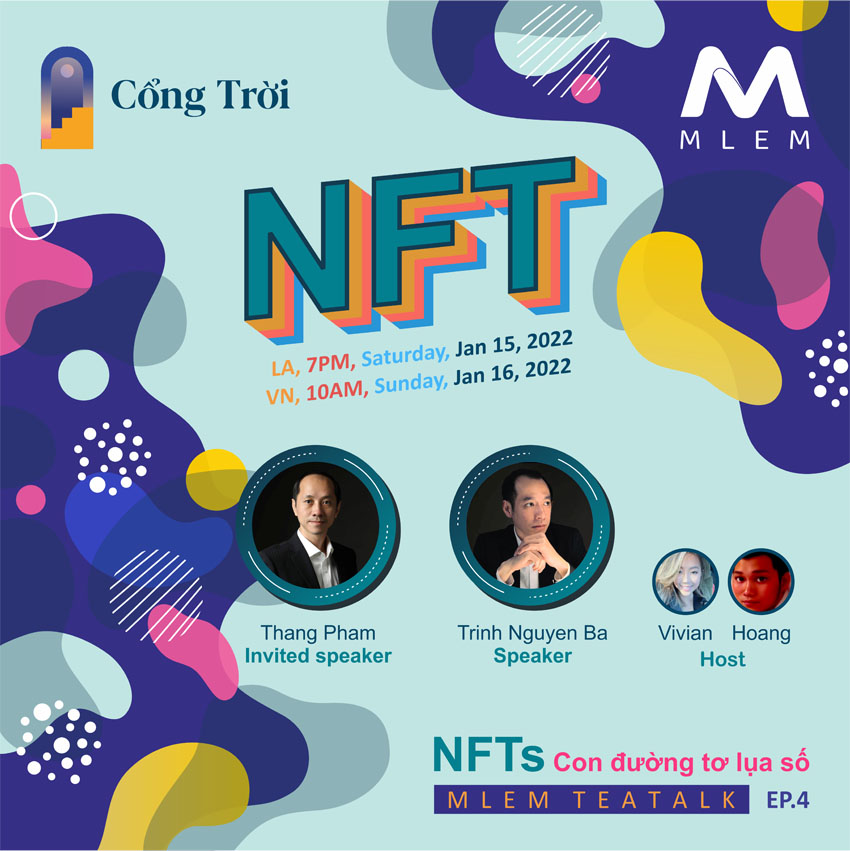 Cổng Trời
MLEM
NFT
LA, 7PM, Saturday, Jan 15, 2022
VN, 10AM, Sunday, Jan 16, 2022
Thang Pham
Invited speaker
Trinh Nguyen Ba
Speaker
Vivian Hoang
Host
NFTs Con đường tơ lụa số
MLEM TEATALK EP.4